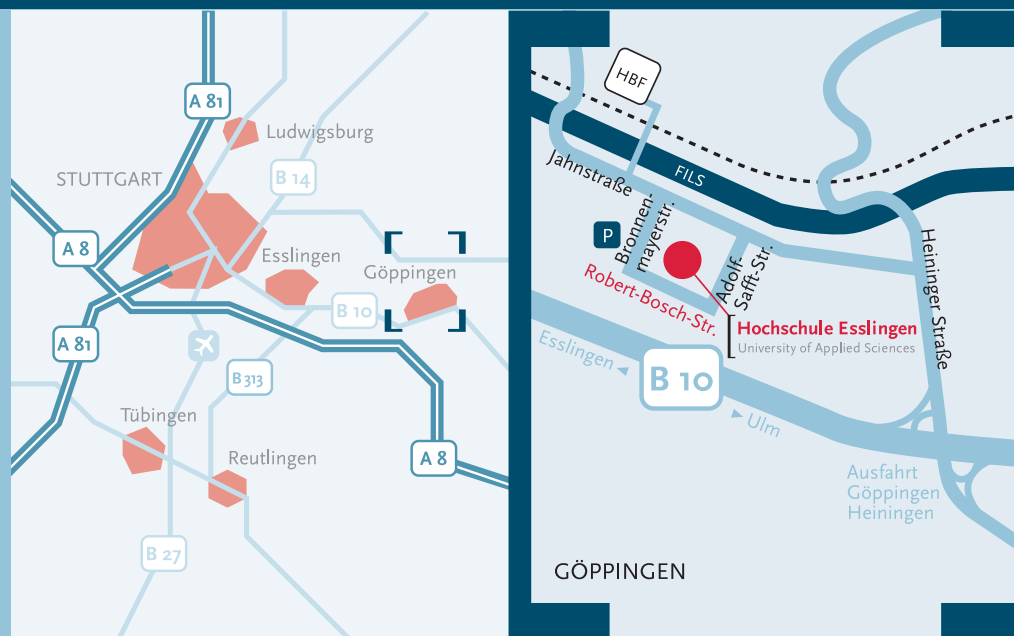 A 81
Ludwigsburg
STUTTGART
B 14
A 8
Esslingen
Göppingen
B 10
A 81
B 313
Tübingen
Reutlingen
A 8
B 27
HBF
Jahnstraße
FILS
P
Bronnen-
mayerstr.
Adolf-
Safft-Str.
Robert-Bosch-Str.
Heininger Straße
Hochschule Esslingen
University of Applied Sciences
Esslingen
B 10
Ulm
Ausfahrt
Göppingen
Heiningen
GÖPPINGEN